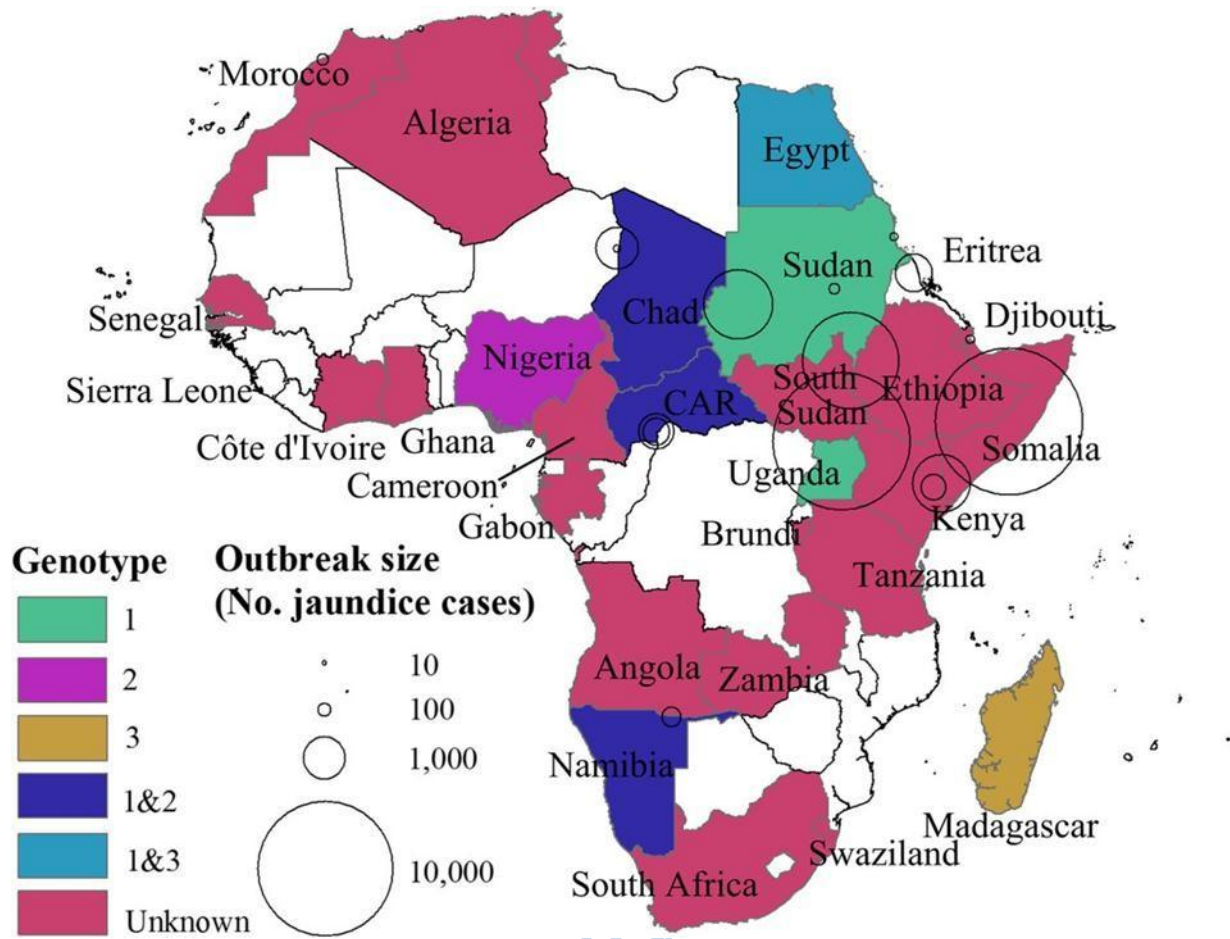 Morocco
Algeria
Egypt
Sudan
Eritrea
Chad
Djibouti
Senegal
Nigeria
South
Sudan
Ethiopia
Sierra Leone
CAR
Côte d'Ivoire
Ghana
Somalia
Cameroon
Uganda
Gabon
Brundi
Kenya
Tanzania
Angola
Zambia
Namibia
Madagascar
Swaziland
South Africa
Genotype
1
2
3
1&2
1&3
Unknown
Outbreak size
(No. jaundice cases)
10
100
1,000
10,000